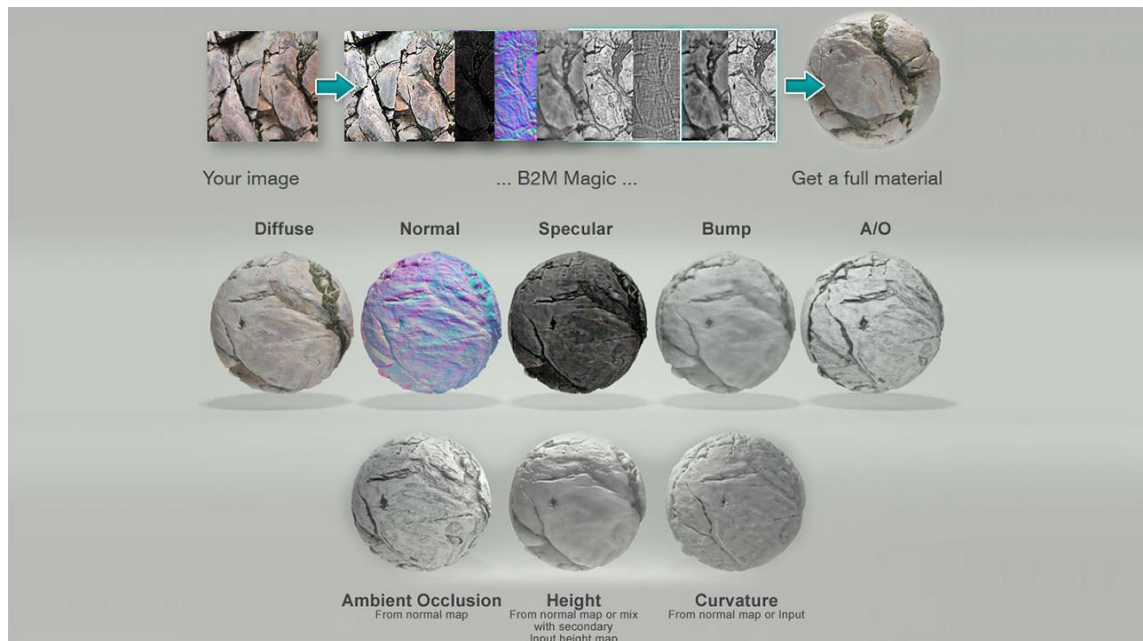 Your image
... B2M Magic ...
Get a full material
Diffuse
Normal
Specular
Bump
A/O
Ambient Occlusion
From normal map
Height
From normal map or mix
with secondary
Input height map
Curvature
From normal map or Input